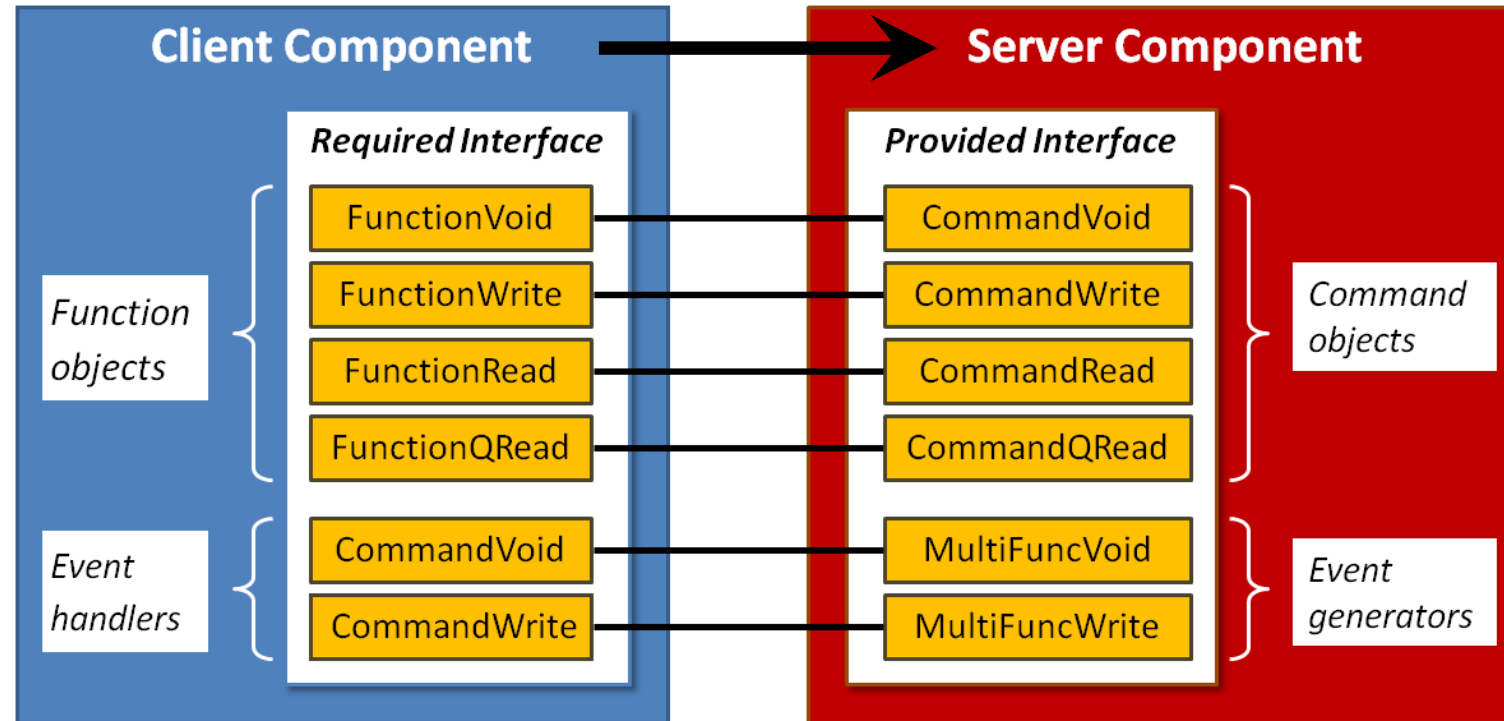 Client Component
Server Component
Required Interface
Provided Interface
FunctionVoid
CommandVoid
FunctionWrite
CommandWrite
FunctionRead
CommandRead
FunctionQRead
CommandQRead
Function
objects
Command
objects
CommandVoid
MultiFuncVoid
CommandWrite
MultiFuncWrite
Event
handlers
Event
generators